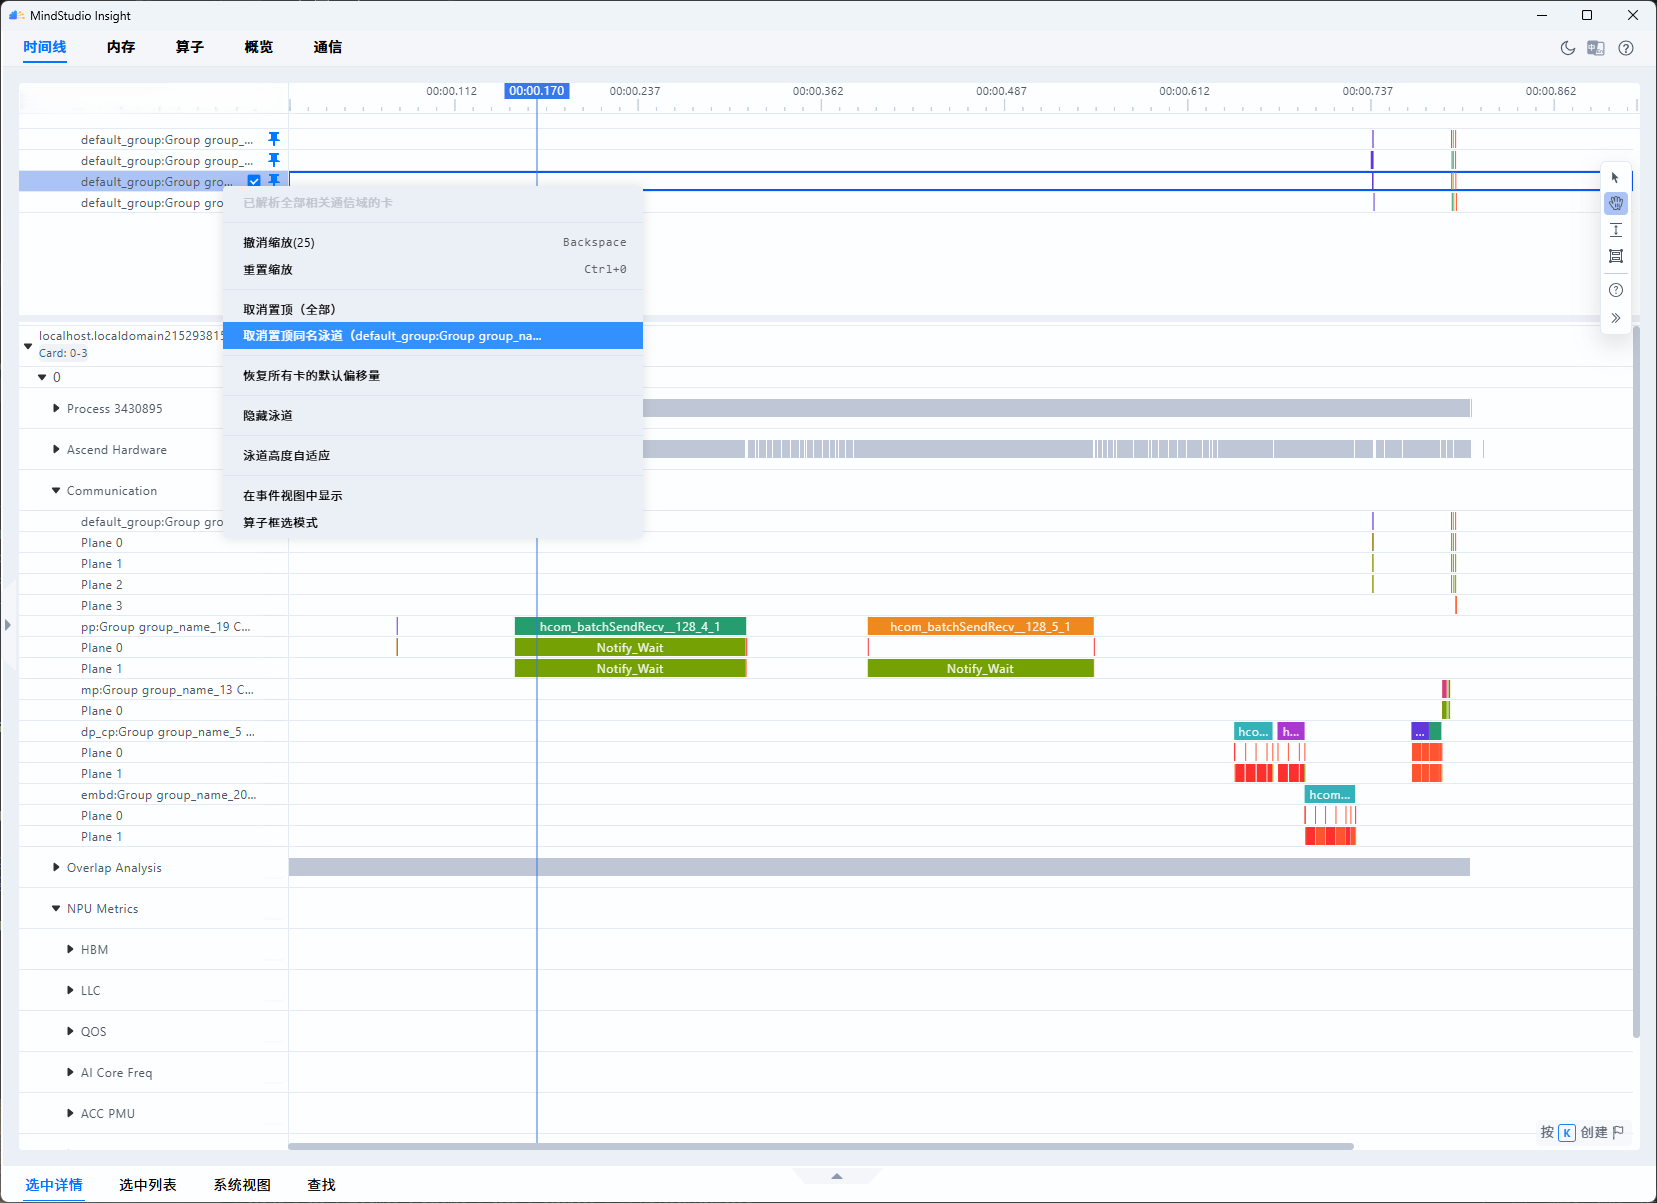 MindStudio Insight
时间线 内存 算子 概览 通信
00:00.112 00:00.170 00:00.237 00:00.362 00:00.487 00:00.612 00:00.737 00:00.862
default_group:Group group_...
default_group:Group group_...
default_group:Group gro...
default_group:Group gro
已解析全部相关通信域的卡
撤消缩放(25) Backspace
重置缩放 Ctrl+0
取消置顶（全部）
取消置顶同名泳道（default_group:Group group_na...
恢复所有卡的默认偏移量
隐藏泳道
泳道高度自适应
在事件视图中显示
算子框选模式
localhost.localdomain21529381
Card: 0-3
0
Process 3430895
Ascend Hardware
Communication
default_group:Group gro
Plane 0
Plane 1
Plane 2
Plane 3
pp:Group group_name_19 C... hcom_batchSendRecv__128_4_1 hcom_batchSendRecv__128_5_1
Plane 0 Notify_Wait
Plane 1 Notify_Wait Notify_Wait
mp:Group group_name_13 C...
Plane 0
dp_cp:Group group_name_5 ... hco... h... ...
Plane 0
Plane 1
embd:Group group_name_20... hcom...
Plane 0
Plane 1
Overlap Analysis
NPU Metrics
HBM
LLC
QOS
AI Core Freq
ACC PMU
按 K 创建
选中详情 选中列表 系统视图 查找